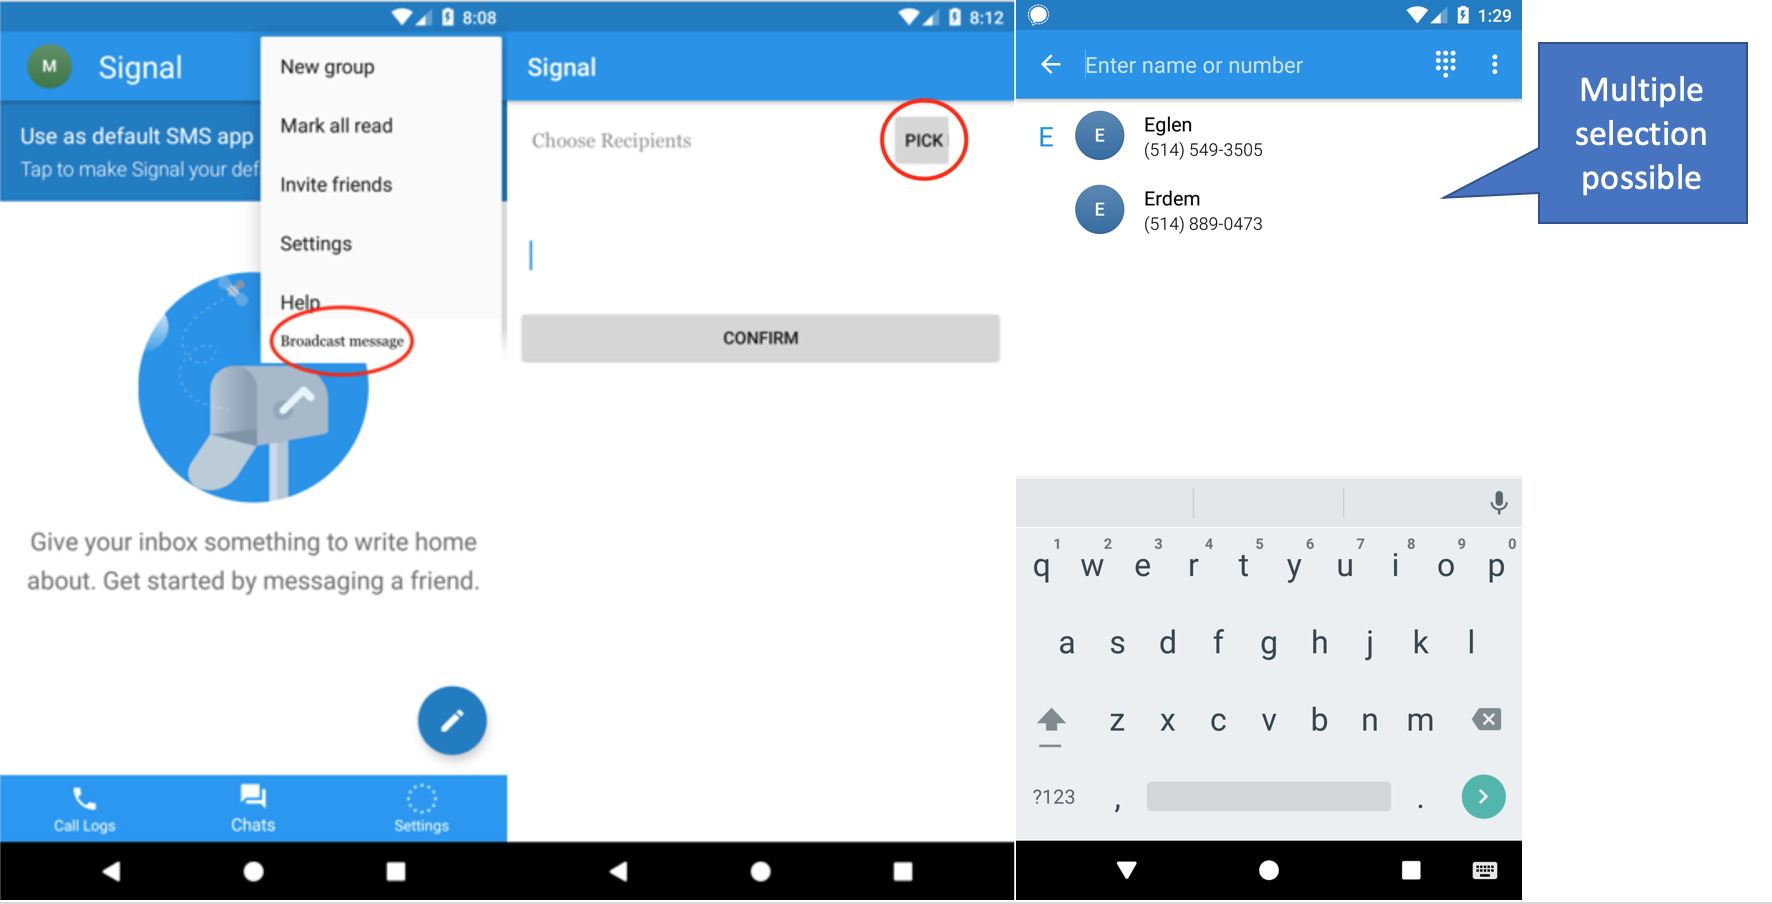 8:08
M
Signal
New group
Mark all read
Invite friends
Settings
Help
Broadcast message
Use as default SMS app
Tap to make Signal your def
Give your inbox something to write home
about. Get started by messaging a friend.
Call Logs
Chats
Settings
8:12
Signal
Choose Recipients
PICK
CONFIRM
1:29
Enter name or number
E
E
Eglen
(514) 549-3505
E
Erdem
(514) 889-0473
1 2 3 4 5 6 7 8 9 0
q w e r t y u i o p
a s d f g h j k l
z x c v b n m
?123 , .
Multiple
selection
possible